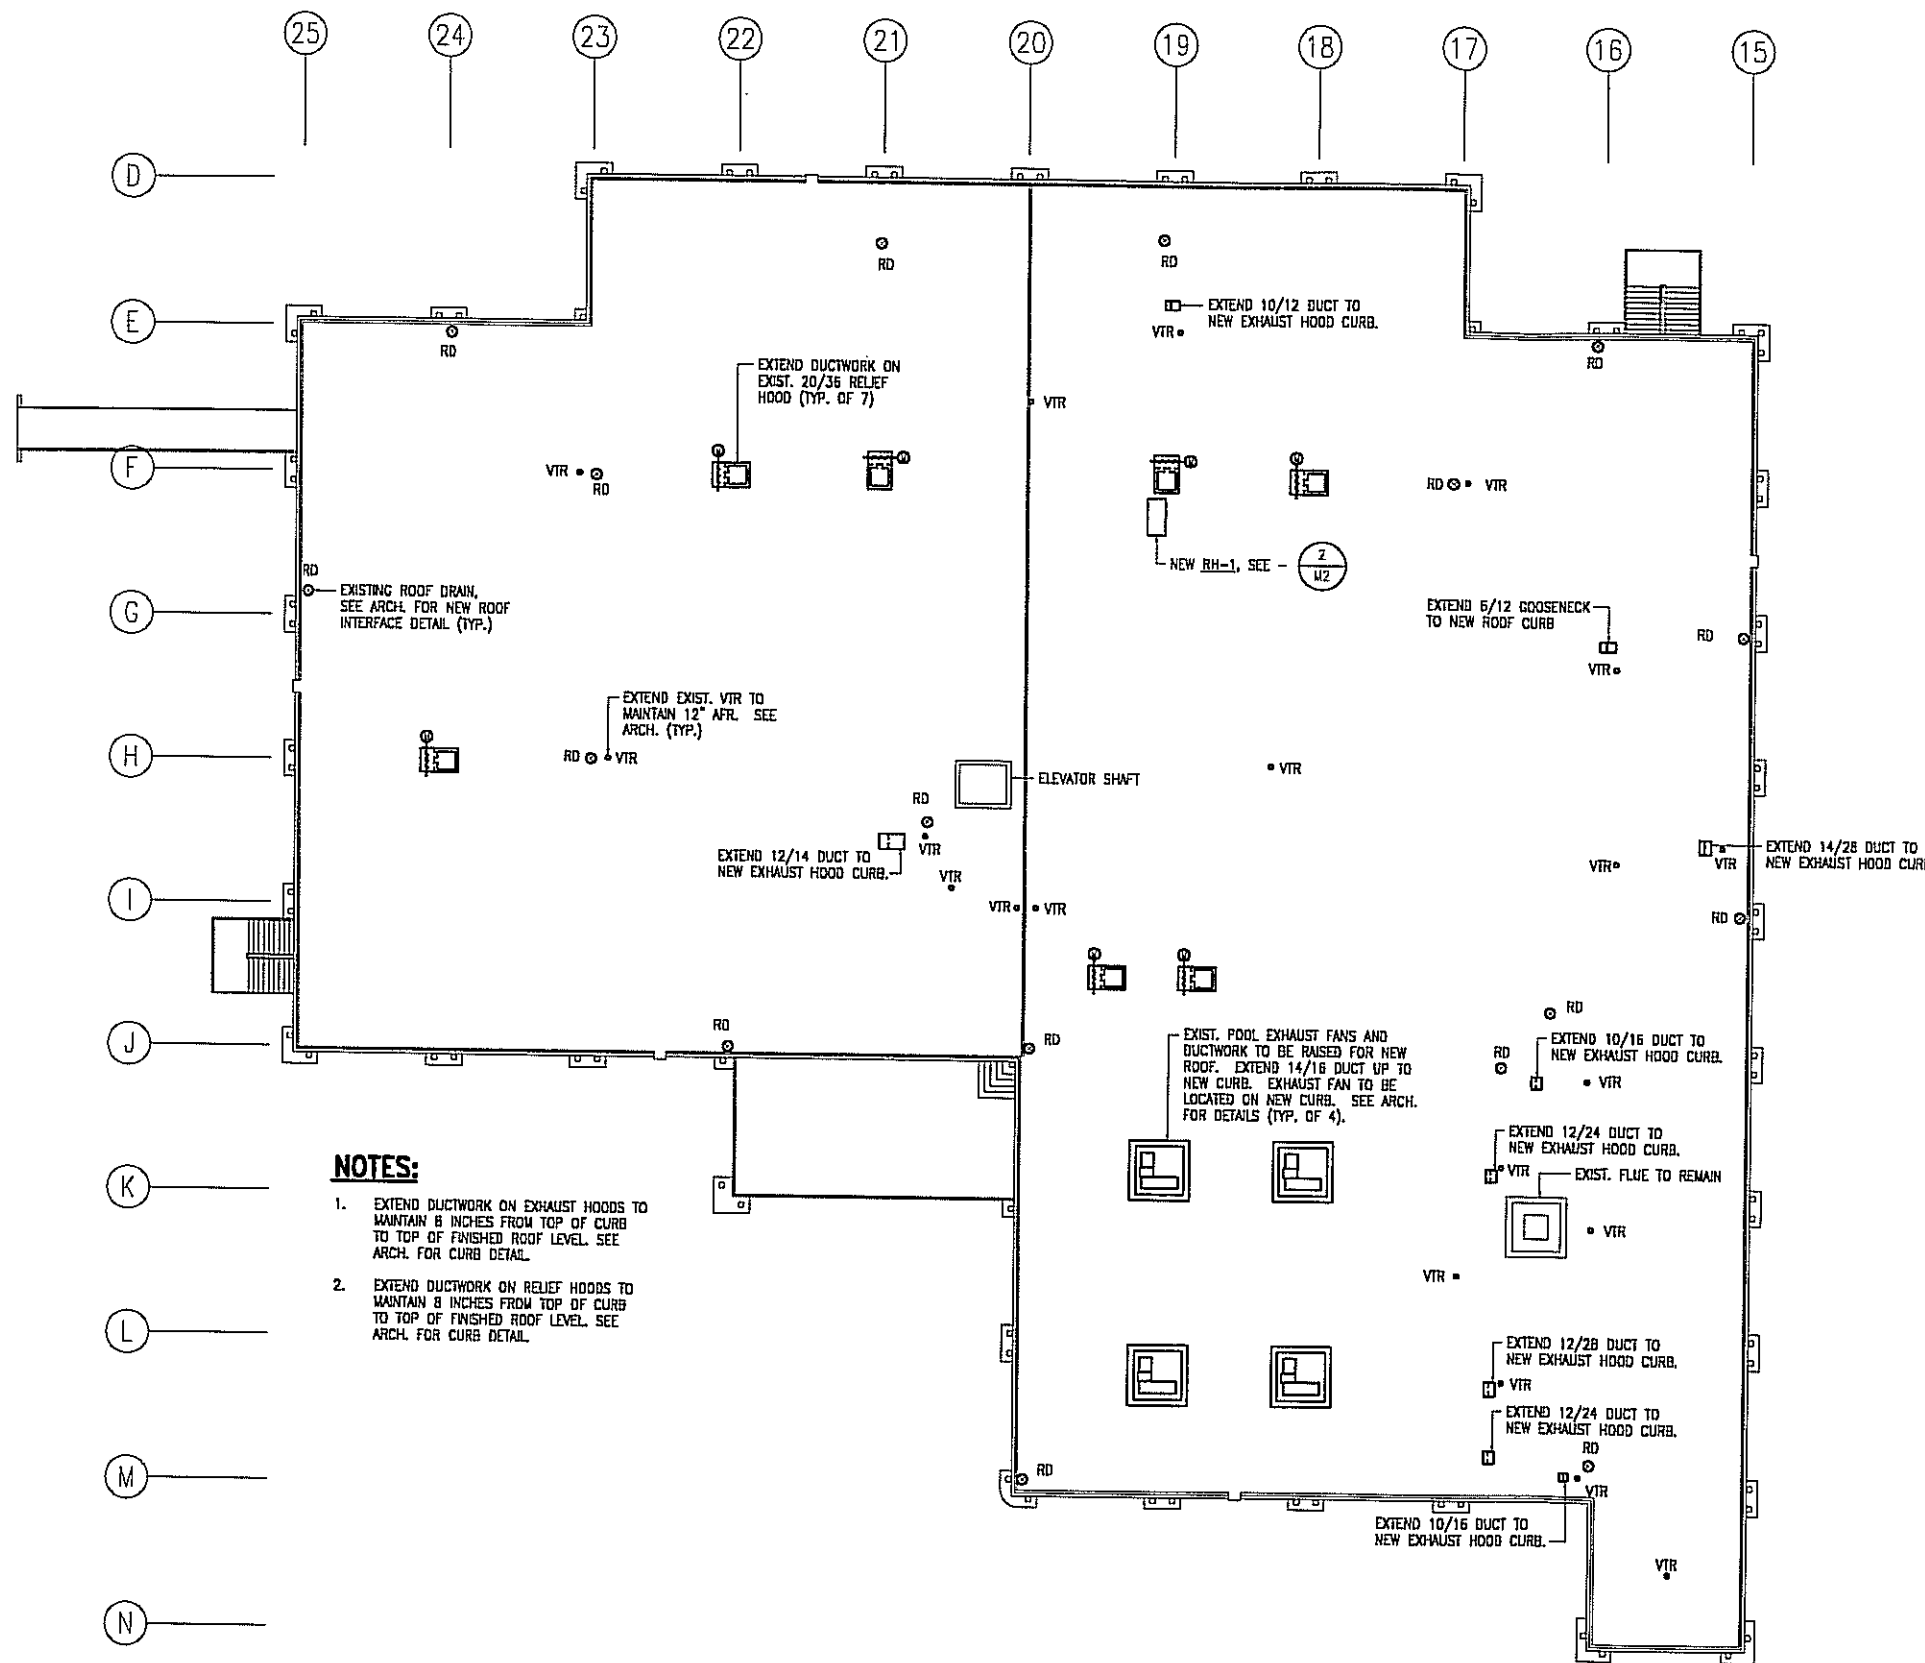 25 24 23 22 21 20 19 18 17 16 15
D
RD
RD
E
EXTEND 10/12 DUCT TO
NEW EXHAUST HOOD CURB.
VTR
RD
RD
EXTEND DUCTWORK ON
EXIST. 20/36 RELIEF
HOOD (TYP. OF 7)
VTR
F
VTR
RD
RD
VTR
NEW RH-1, SEE
2
M2
RD
EXISTING ROOF DRAIN,
SEE ARCH. FOR NEW ROOF
INTERFACE DETAIL (TYP.)
G
EXTEND 6/12 GOOSENECK
TO NEW ROOF CURB
RD
VTR
EXTEND EXIST. VTR TO
MAINTAIN 12" AFR. SEE
ARCH. (TYP.)
H
RD
VTR
ELEVATOR SHAFT
VTR
RD
VTR
EXTEND 12/14 DUCT TO
NEW EXHAUST HOOD CURB.
VTR
VTR
VTR
EXTEND 14/28 DUCT TO
NEW EXHAUST HOOD CURB
VTR
VTR
I
RD
RD
J
RD
RD
RD
EXIST. POOL EXHAUST FANS AND
DUCTWORK TO BE RAISED FOR NEW
ROOF. EXTEND 14/16 DUCT UP TO
NEW CURB. EXHAUST FAN TO BE
LOCATED ON NEW CURB. SEE ARCH.
FOR DETAILS (TYP. OF 4).
EXTEND 10/16 DUCT TO
NEW EXHAUST HOOD CURB.
VTR
EXTEND 12/24 DUCT TO
NEW EXHAUST HOOD CURB.
VTR
EXIST. FLUE TO REMAIN
K
VTR
VTR
NOTES:
1. EXTEND DUCTWORK ON EXHAUST HOODS TO
MAINTAIN 8 INCHES FROM TOP OF CURB
TO TOP OF FINISHED ROOF LEVEL. SEE
ARCH. FOR CURB DETAIL
2. EXTEND DUCTWORK ON RELIEF HOODS TO
MAINTAIN 8 INCHES FROM TOP OF CURB
TO TOP OF FINISHED ROOF LEVEL. SEE
ARCH. FOR CURB DETAIL
L
EXTEND 12/28 DUCT TO
NEW EXHAUST HOOD CURB.
VTR
EXTEND 12/24 DUCT TO
NEW EXHAUST HOOD CURB.
M
RD
RD
VTR
EXTEND 10/16 DUCT TO
NEW EXHAUST HOOD CURB.
VTR
N